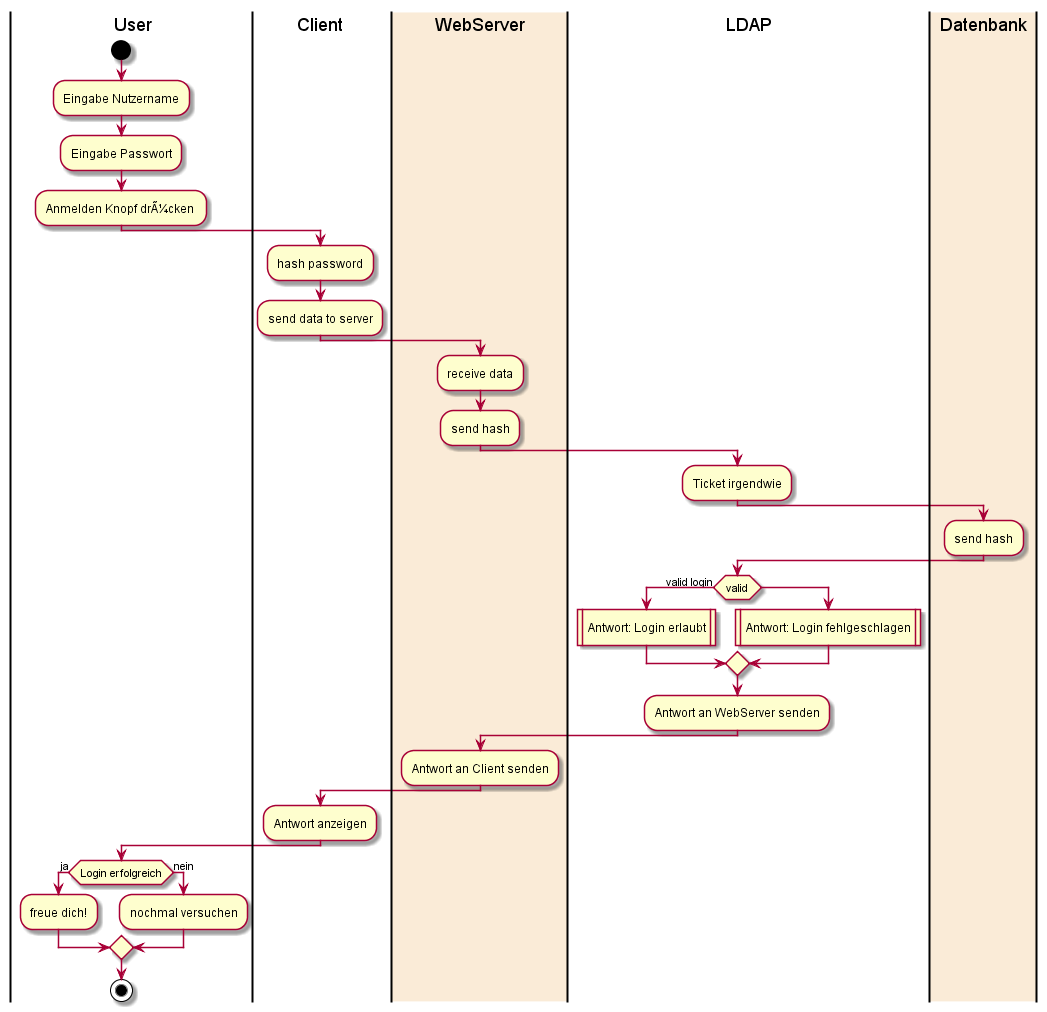 User
Client
WebServer
LDAP
Datenbank
Eingabe Nutzername
Eingabe Passwort
Anmelden Knopf drÃ¼cken
hash password
send data to server
receive data
send hash
Ticket irgendwie
send hash
valid login
valid
Antwort: Login erlaubt
Antwort: Login fehlgeschlagen
Antwort an WebServer senden
Antwort an Client senden
Antwort anzeigen
ja
Login erfolgreich
nein
freue dich!
nochmal versuchen